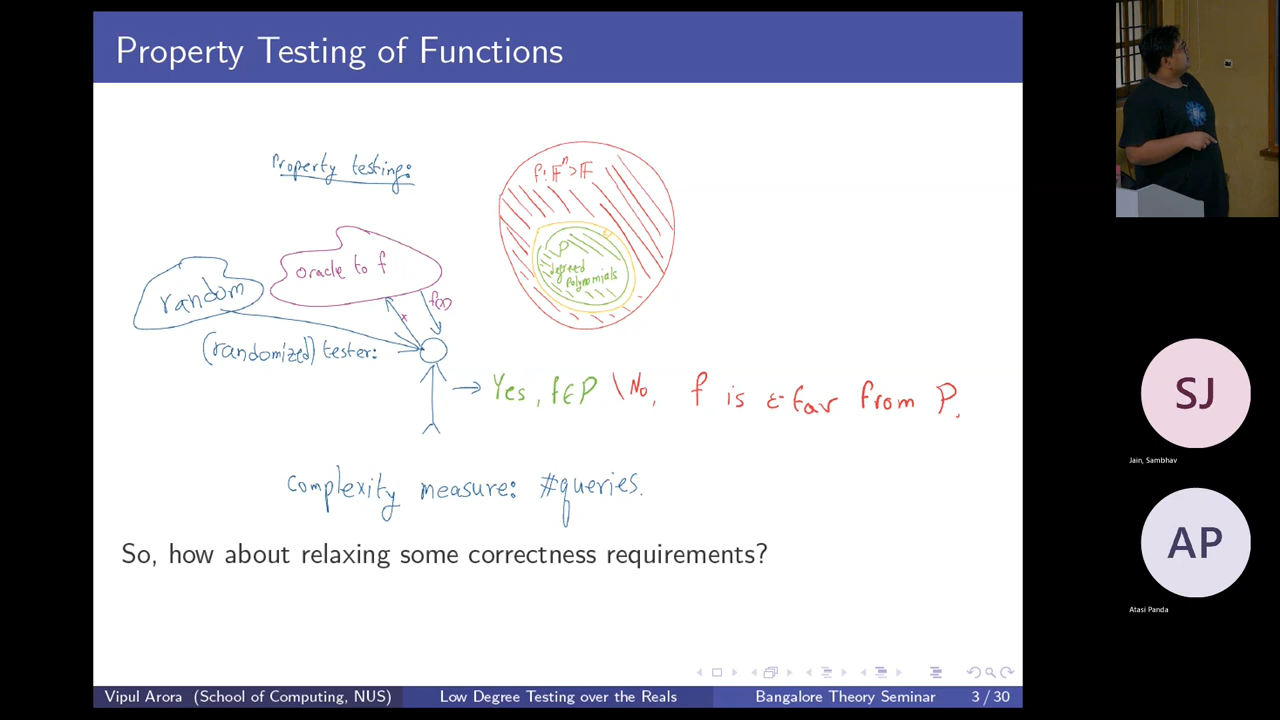 Property Testing of Functions
Property testing:
f: 𝔽ⁿ > 𝔽
P
degree d
polynomials
oracle to f
random
x
f(x)
(randomized) tester:
→ Yes, f∈P \ No, f is ε-far from P.
Complexity measure: #queries.
So, how about relaxing some correctness requirements?
Vipul Arora (School of Computing, NUS) Low Degree Testing over the Reals Bangalore Theory Seminar 3 / 30
SJ
Jain, Sambhav
AP
Atasi Panda